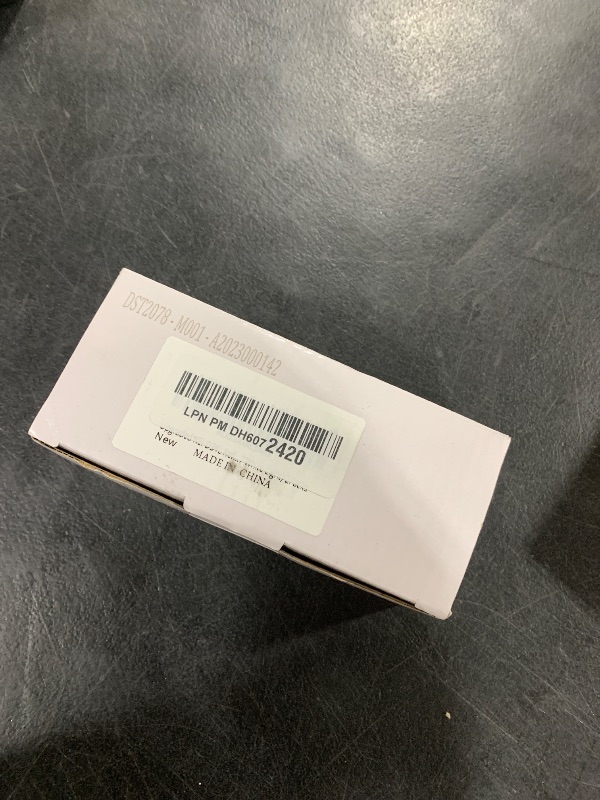 DST2078 - M001 - A2023000142
LPN PM DH6072420
New
MADE IN CHINA